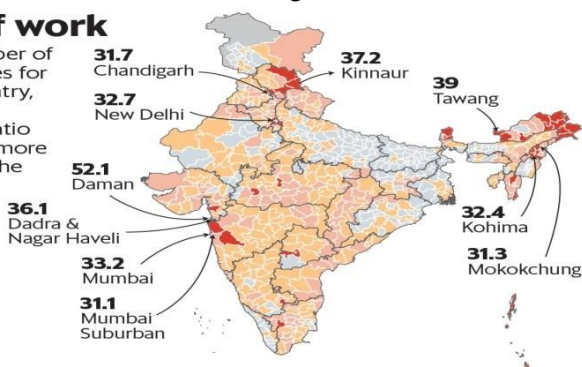 f work
ber of
es for
ntry,
atio
more
he
31.7
Chandigarh
32.7
New Delhi
52.1
Daman
36.1
Dadra &
Nagar Haveli
33.2
Mumbai
31.1
Mumbai
Suburban
37.2
Kinnaur
39
Tawang
32.4
Kohima
31.3
Mokokchung